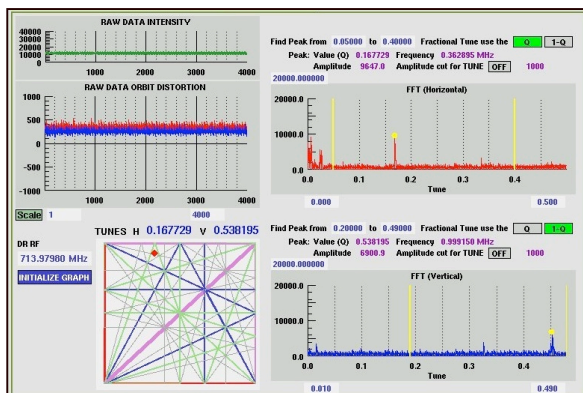 RAW DATA INTENSITY
40000
30000
20000
10000
0
1000 2000 3000 4000
RAW DATA ORBIT DISTORTION
1000
500
0
-500
-1000
1000 2000 3000 4000
Scale 1 4000
TUNES H 0.167729 V 0.538195
DR RF
713.97980 MHz
INITIALIZE GRAPH
Find Peak from 0.05000 to 0.40000 Fractional Tune use the Q 1-Q
Peak: Value (Q) 0.167729 Frequency 0.362895 MHz
Amplitude 9647.0 Amplitude cut for TUNE OFF 1000
20000.000000
FFT (Horizontal)
20000.0
10000.0
0.0
0.0 0.1 0.2 0.3 0.4
Tune
0.000 0.500
Find Peak from 0.20000 to 0.49000 Fractional Tune use the Q 1-Q
Peak: Value (Q) 0.538195 Frequency 0.999150 MHz
Amplitude 6900.9 Amplitude cut for TUNE OFF 1000
20000.000000
FFT (Vertical)
20000.0
10000.0
0.0
0.0 0.1 0.2 0.3 0.4
Tune
0.010 0.490